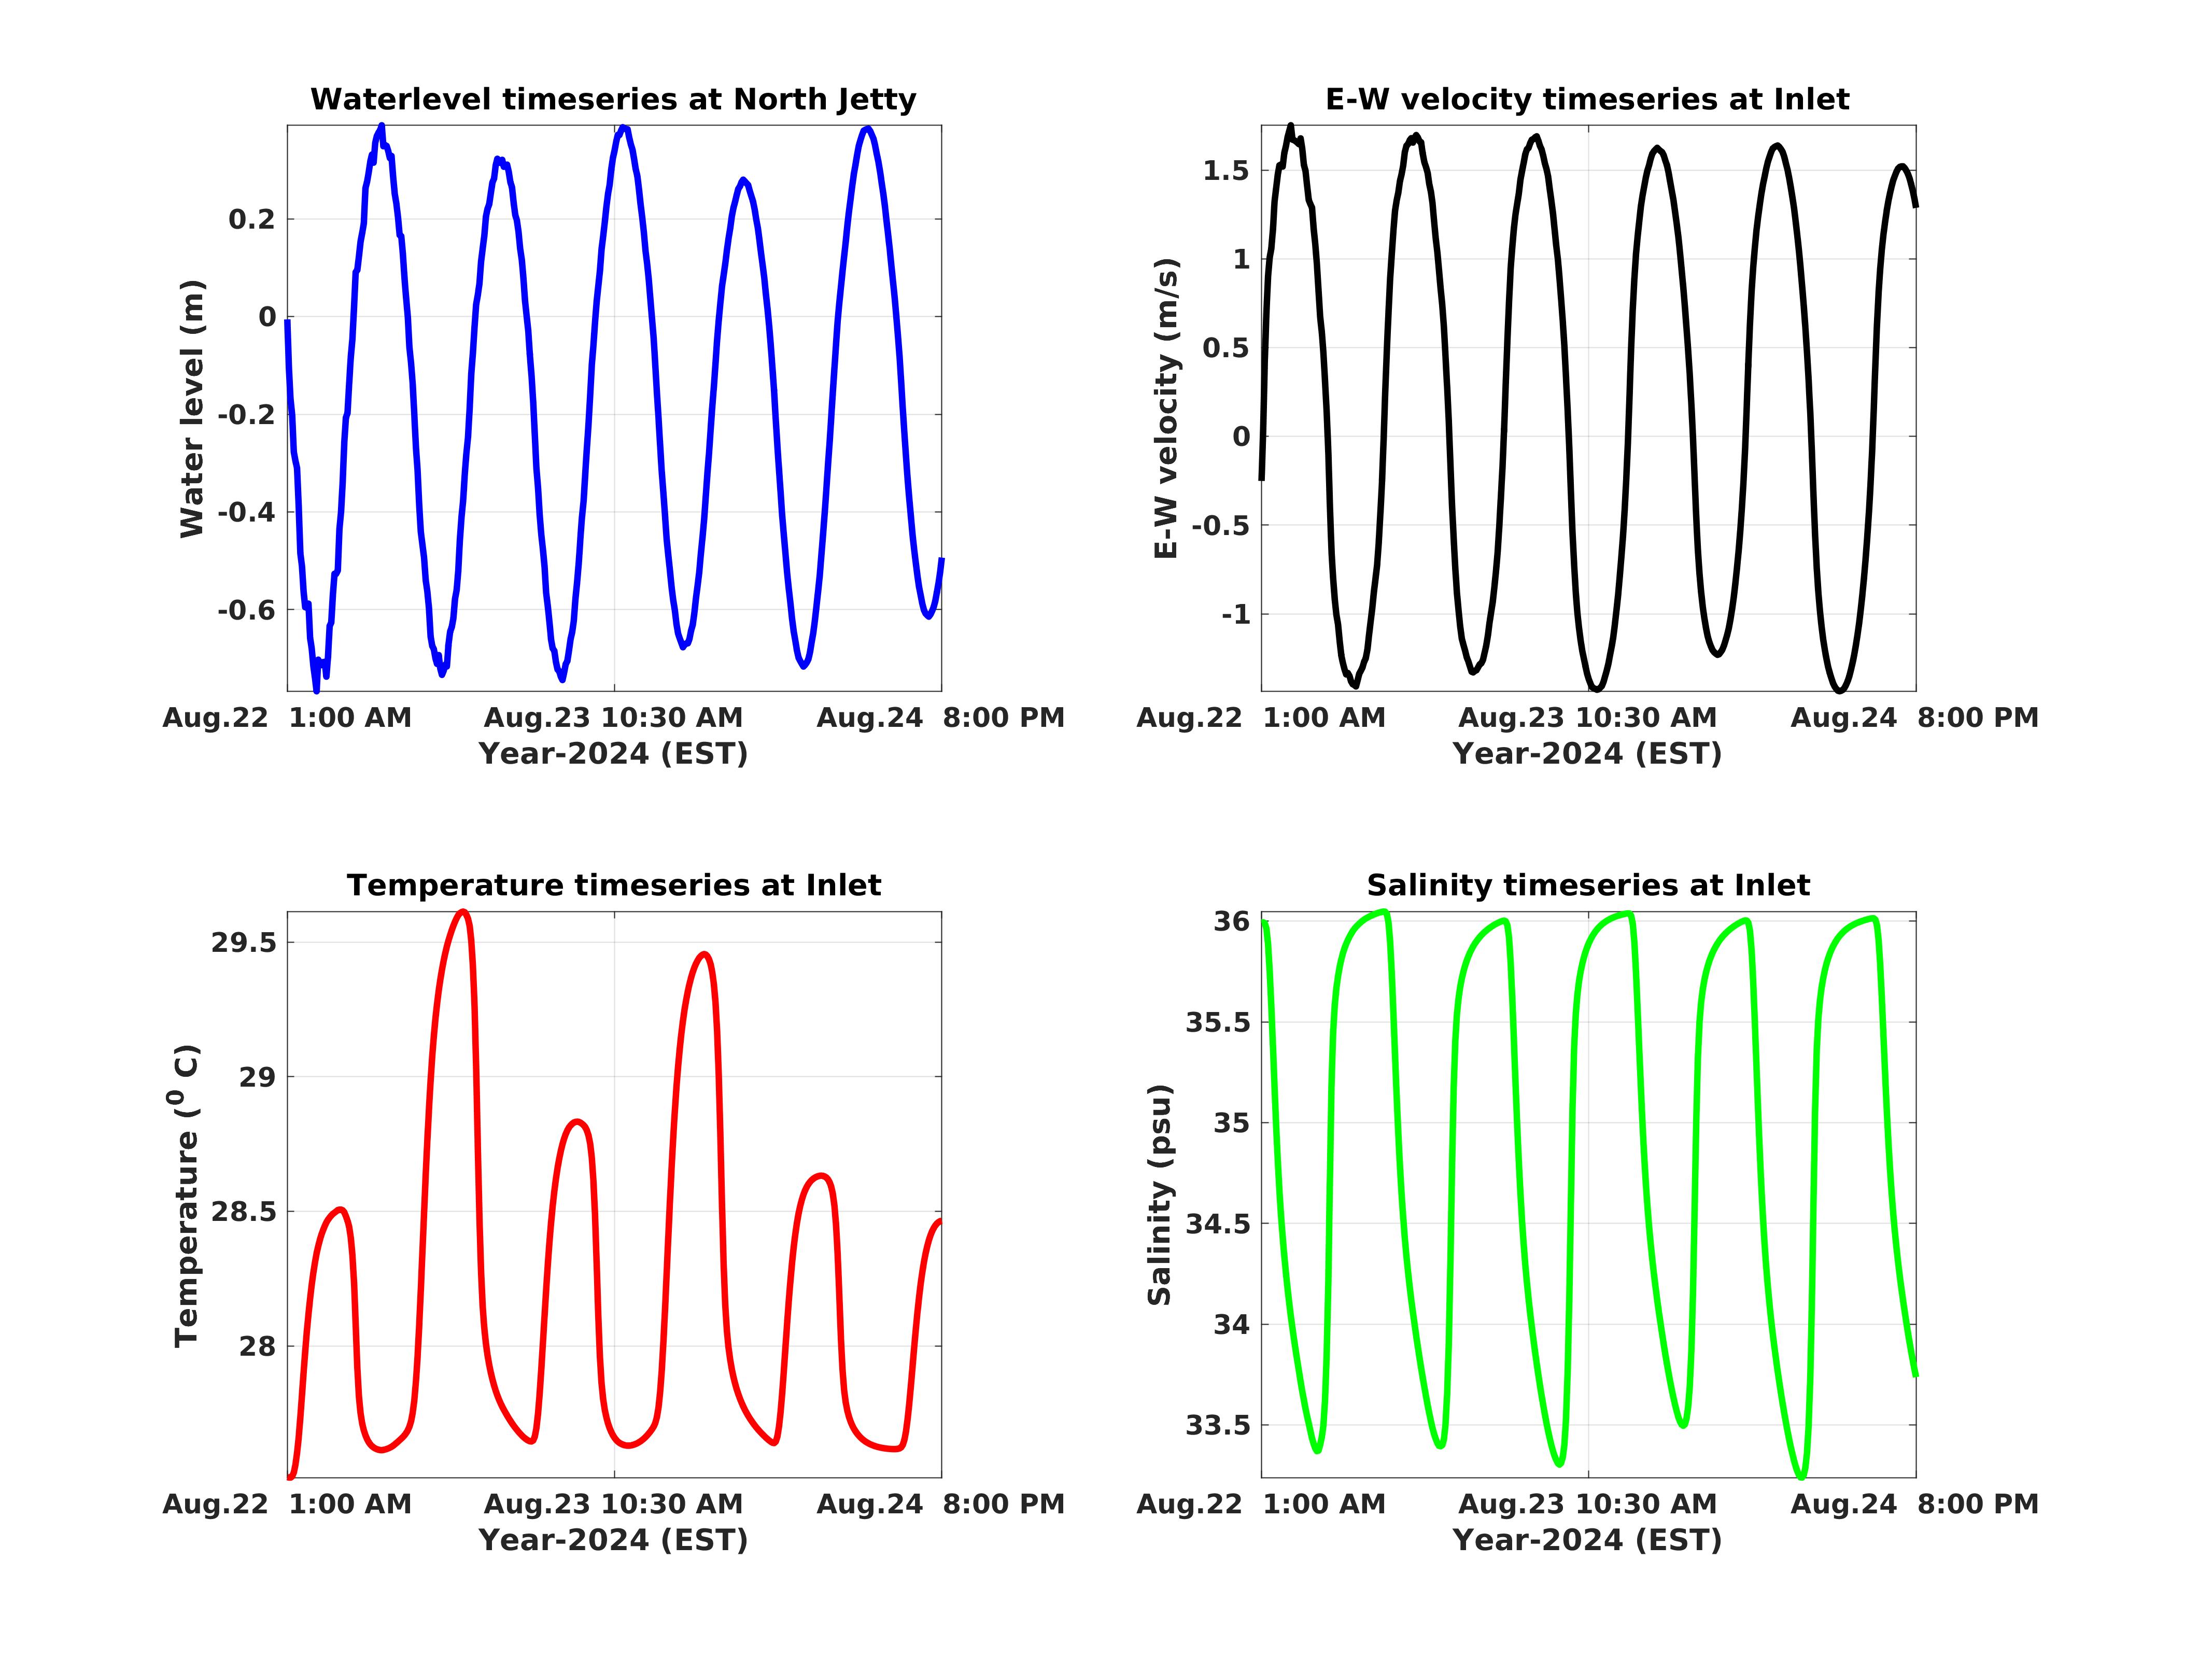 Waterlevel timeseries at North Jetty
Water level (m)
0.2
0
-0.2
-0.4
-0.6
Aug.22 1:00 AM
Aug.23 10:30 AM
Aug.24 8:00 PM
Year-2024 (EST)
E-W velocity timeseries at Inlet
E-W velocity (m/s)
1.5
1
0.5
0
-0.5
-1
Aug.22 1:00 AM
Aug.23 10:30 AM
Aug.24 8:00 PM
Year-2024 (EST)
Temperature timeseries at Inlet
Temperature (⁰ C)
29.5
29
28.5
28
Aug.22 1:00 AM
Aug.23 10:30 AM
Aug.24 8:00 PM
Year-2024 (EST)
Salinity timeseries at Inlet
Salinity (psu)
36
35.5
35
34.5
34
33.5
Aug.22 1:00 AM
Aug.23 10:30 AM
Aug.24 8:00 PM
Year-2024 (EST)